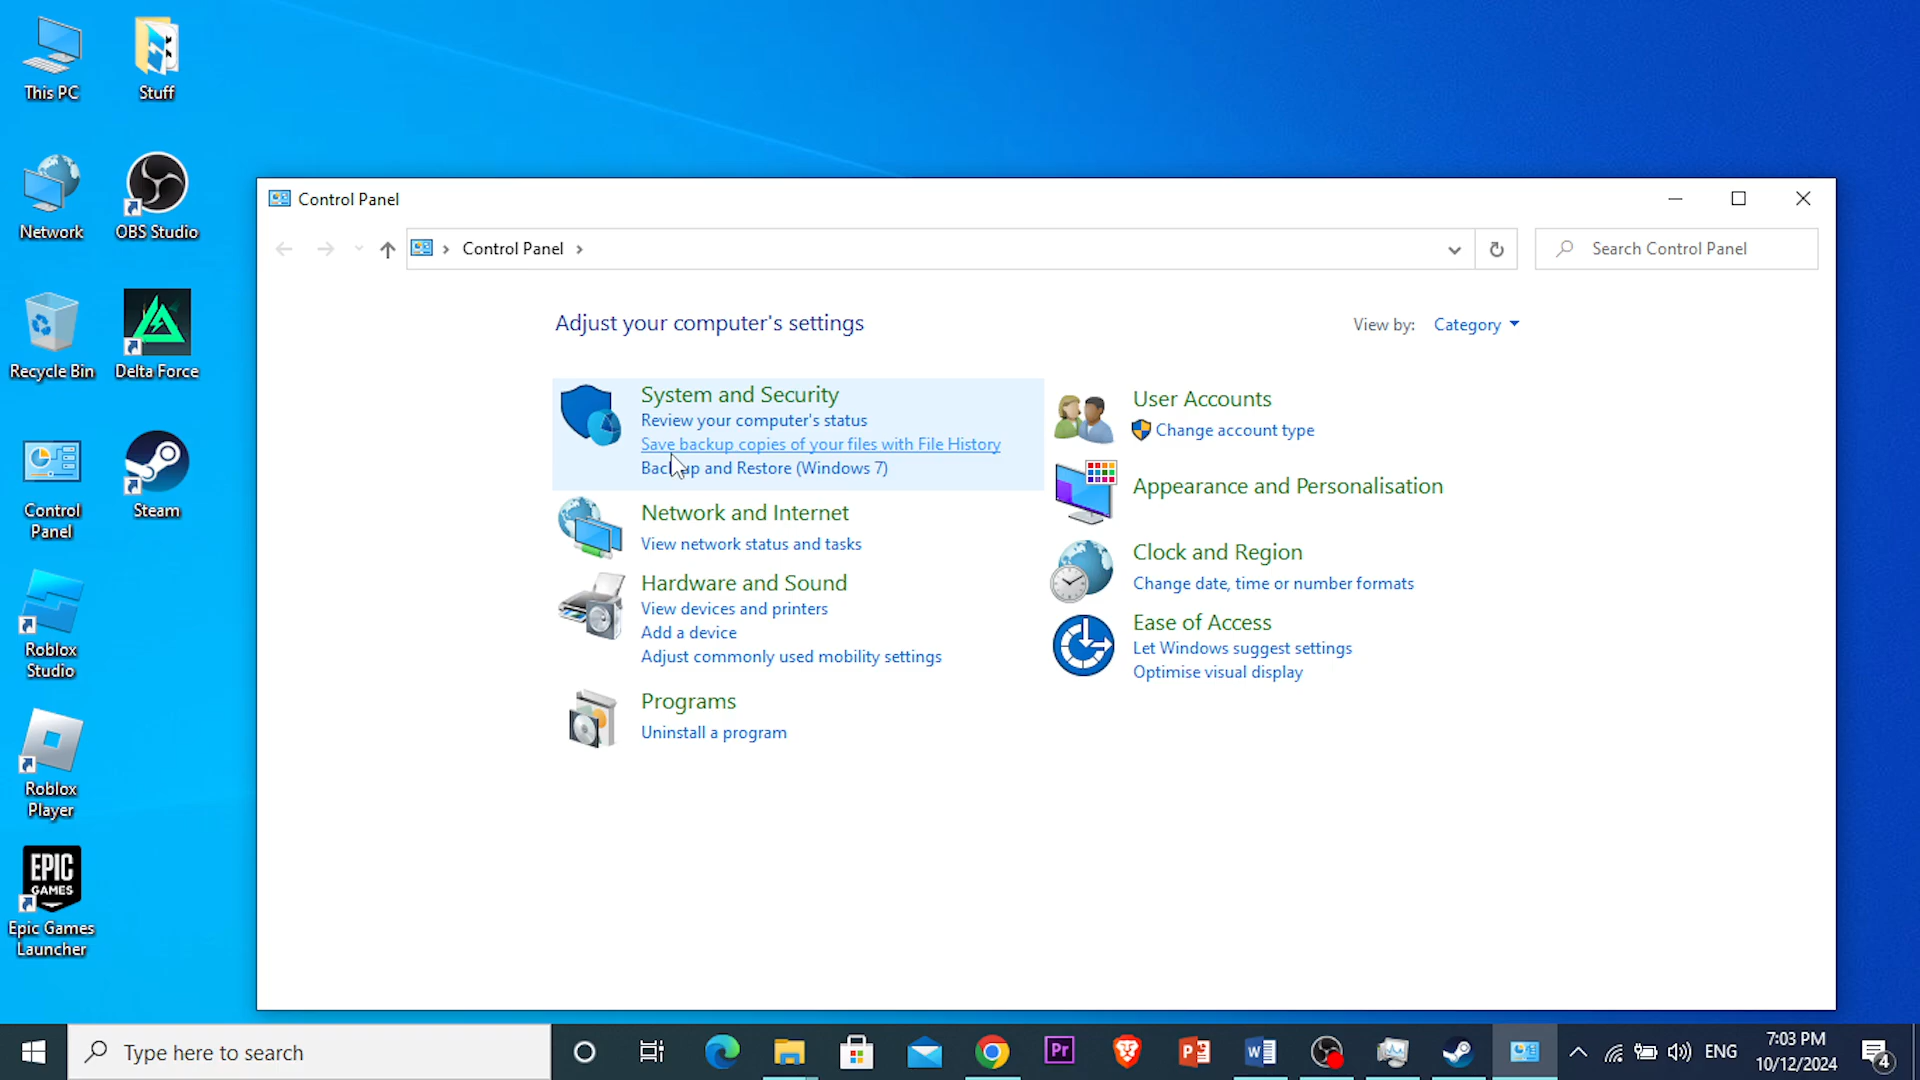 This PC
Stuff
Network
OBS Studio
Recycle Bin
Delta Force
Control
Panel
Steam
Roblox
Studio
Roblox
Player
EPIC
GAMES
Epic Games
Launcher
Control Panel
Control Panel
Search Control Panel
Adjust your computer's settings
View by: Category
System and Security
Review your computer's status
Save backup copies of your files with File History
Backup and Restore (Windows 7)
Network and Internet
View network status and tasks
Hardware and Sound
View devices and printers
Add a device
Adjust commonly used mobility settings
Programs
Uninstall a program
User Accounts
Change account type
Appearance and Personalisation
Clock and Region
Change date, time or number formats
Ease of Access
Let Windows suggest settings
Optimise visual display
Type here to search
Pr
P
W
ENG
7:03 PM
10/12/2024
4